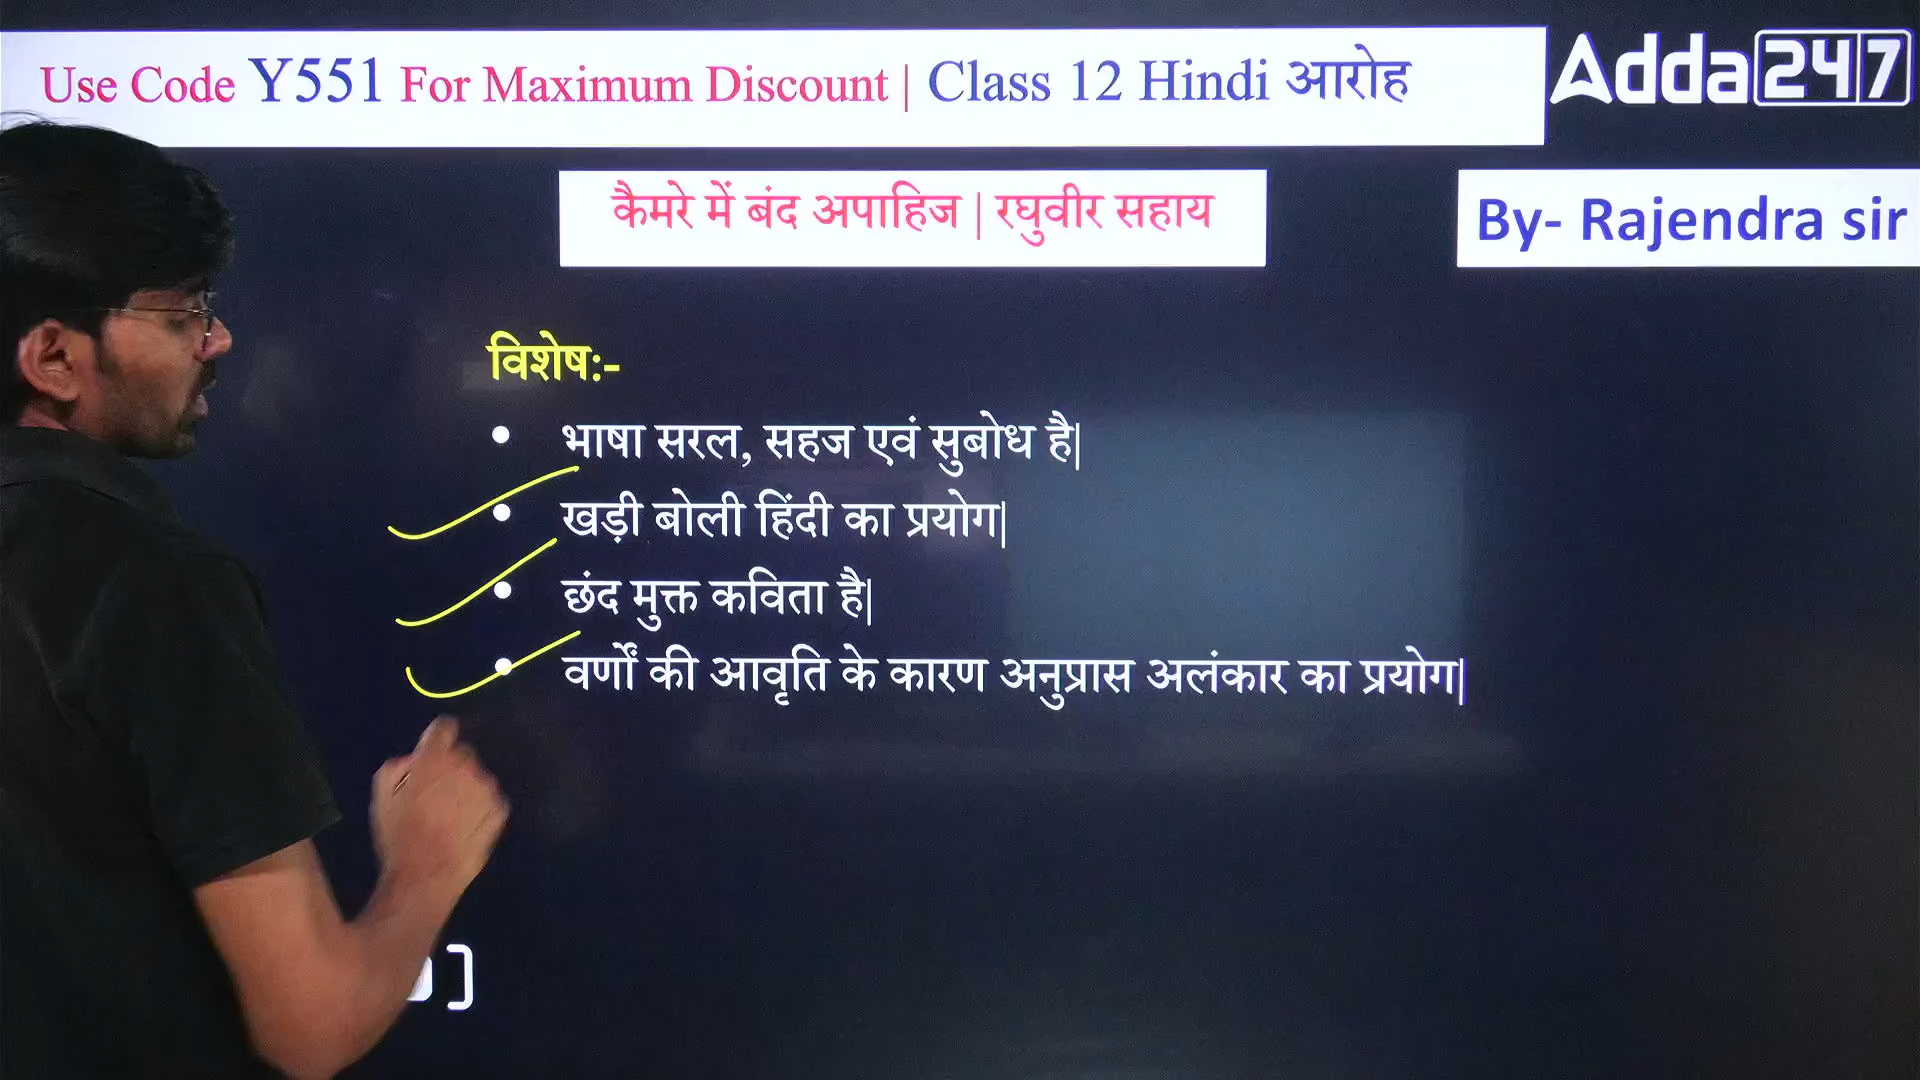 Use Code Y551 For Maximum Discount | Class 12 Hindi आरोह
Adda247
कैमरे में बंद अपाहिज | रघुवीर सहाय
By- Rajendra sir
विशेष:-
• भाषा सरल, सहज एवं सुबोध है|
• खड़ी बोली हिंदी का प्रयोग|
• छंद मुक्त कविता है|
• वर्णों की आवृति के कारण अनुप्रास अलंकार का प्रयोग|